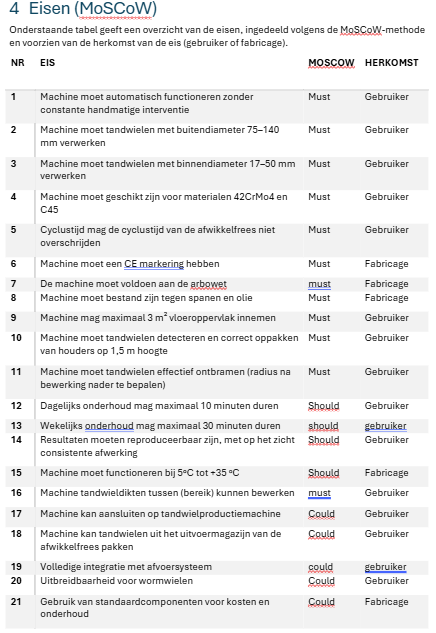 4 Eisen (MoSCoW)
Onderstaande tabel geeft een overzicht van de eisen, ingedeeld volgens de MoSCoW-methode
en voorzien van de herkomst van de eis (gebruiker of fabricage).
NR EIS MOSCOW HERKOMST
1 Machine moet automatisch functioneren zonder Must Gebruiker
constante handmatige interventie
2 Machine moet tandwielen met buitendiameter 75–140 Must Gebruiker
mm verwerken
3 Machine moet tandwielen met binnendiameter 17–50 mm Must Gebruiker
verwerken
4 Machine moet geschikt zijn voor materialen 42CrMo4 en Must Gebruiker
C45
5 Cyclustijd mag de cyclustijd van de afwikkelfrees niet Must Gebruiker
overschrijden
6 Machine moet een CE markering hebben Must Fabricage
7 De machine moet voldoen aan de arbowet must Fabricage
8 Machine moet bestand zijn tegen spanen en olie Must Fabricage
9 Machine mag maximaal 3 m² vloeroppervlak innemen Must Gebruiker
10 Machine moet tandwielen detecteren en correct oppakken Must Gebruiker
van houders op 1,5 m hoogte
11 Machine moet tandwielen effectief ontbramen (radius na Must Gebruiker
bewerking nader te bepalen)
12 Dagelijks onderhoud mag maximaal 10 minuten duren Should Gebruiker
13 Wekelijks onderhoud mag maximaal 30 minuten duren should gebruiker
14 Resultaten moeten reproduceerbaar zijn, met op het zicht Should Gebruiker
consistente afwerking
15 Machine moet functioneren bij 5ºC tot +35 ºC Should Fabricage
16 Machine tandwieldikten tussen (bereik) kunnen bewerken must Gebruiker
17 Machine kan aansluiten op tandwielproductiemachine Could Gebruiker
18 Machine kan tandwielen uit het uitvoermagazijn van de Could Gebruiker
afwikkelfrees pakken
19 Volledige integratie met afvoersysteem could gebruiker
20 Uitbreidbaarheid voor wormwielen Could Gebruiker
21 Gebruik van standaardcomponenten voor kosten en Could Fabricage
onderhoud